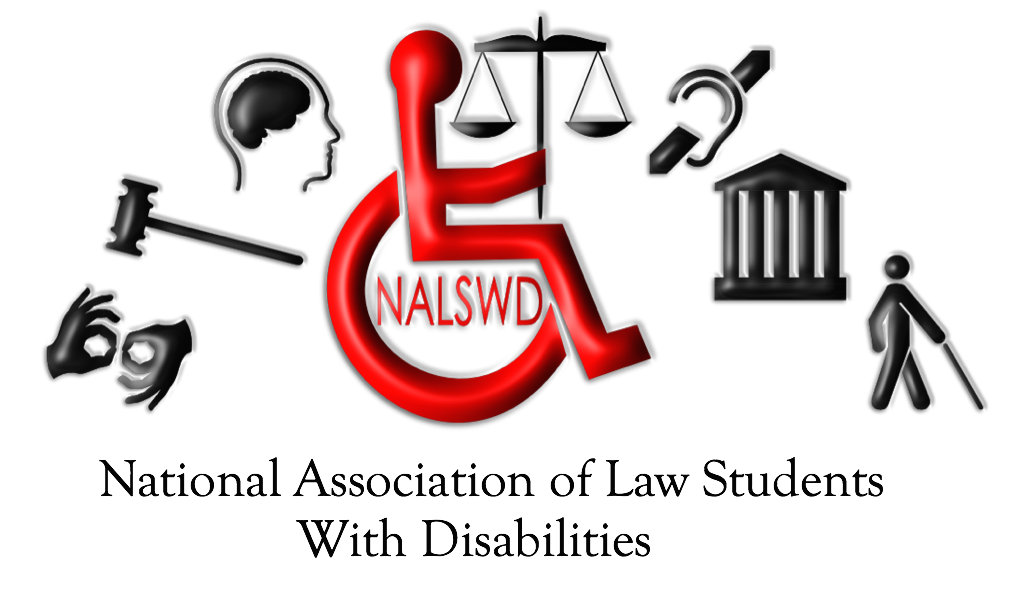 NALSWD
National Association of Law Students
With Disabilities